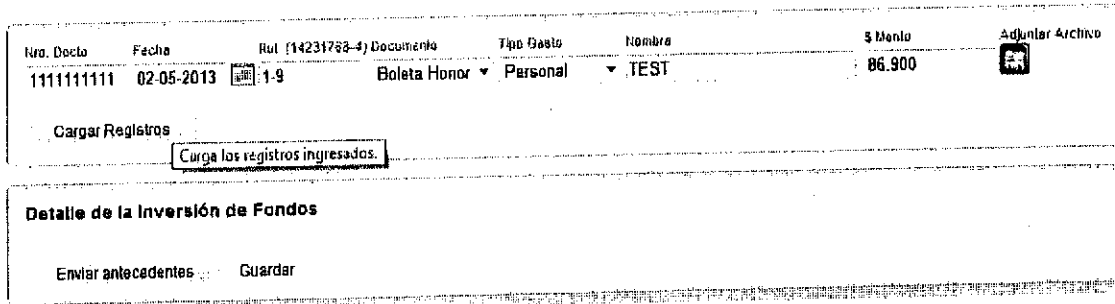 Nro. Docto Fecha Rut (14231768-4) Documento Tipo Gasto Nombre $ Monto Adjuntar Archivo
1111111111 02-05-2013 1-9 Boleta Honor Personal TEST 86.900
Cargar Registros
Carga los registros ingresados.
Detalle de la Inversión de Fondos
Enviar antecedentes Guardar